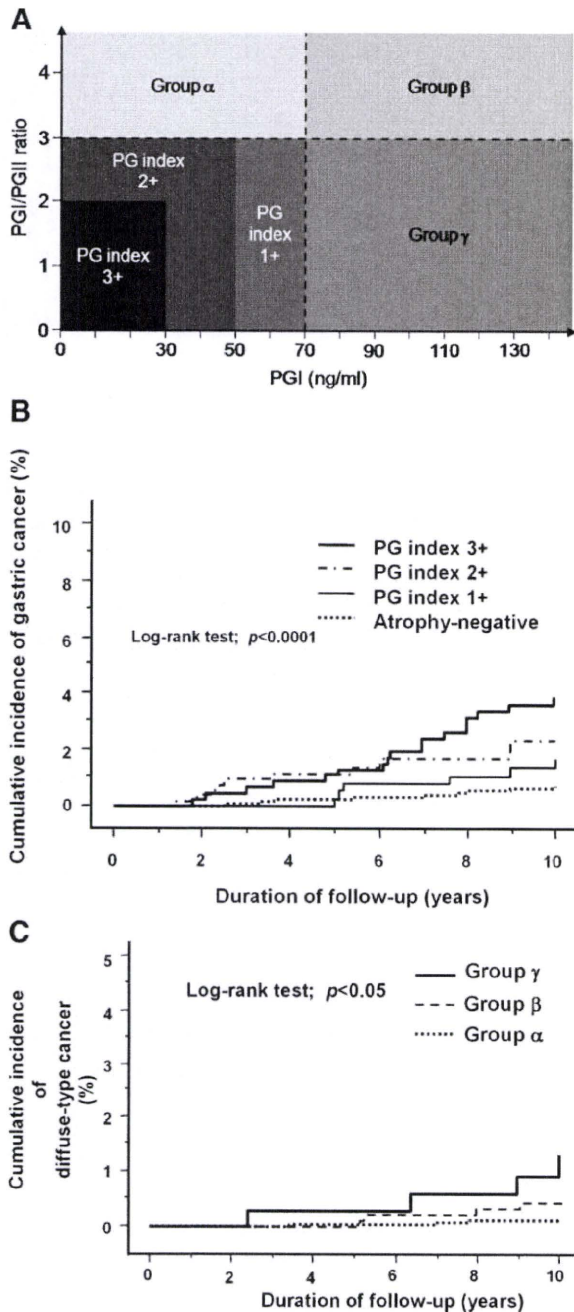 A
PGI/PGII ratio
4
3
2
1
0
Group α
Group β
PG index
2+
PG
index
1+
PG index
3+
Group γ
0 30 50 70 90 110 130
PGI (ng/ml)
B
Cumulative incidence of gastric cancer (%)
10
8
6
4
2
0
PG index 3+
PG index 2+
PG index 1+
Atrophy-negative
Log-rank test; p<0.0001
0 2 4 6 8 10
Duration of follow-up (years)
C
Cumulative incidence
of
diffuse-type cancer
(%)
5
4
3
2
1
0
Log-rank test; p<0.05
Group γ
Group β
Group α
0 2 4 6 8 10
Duration of follow-up (years)